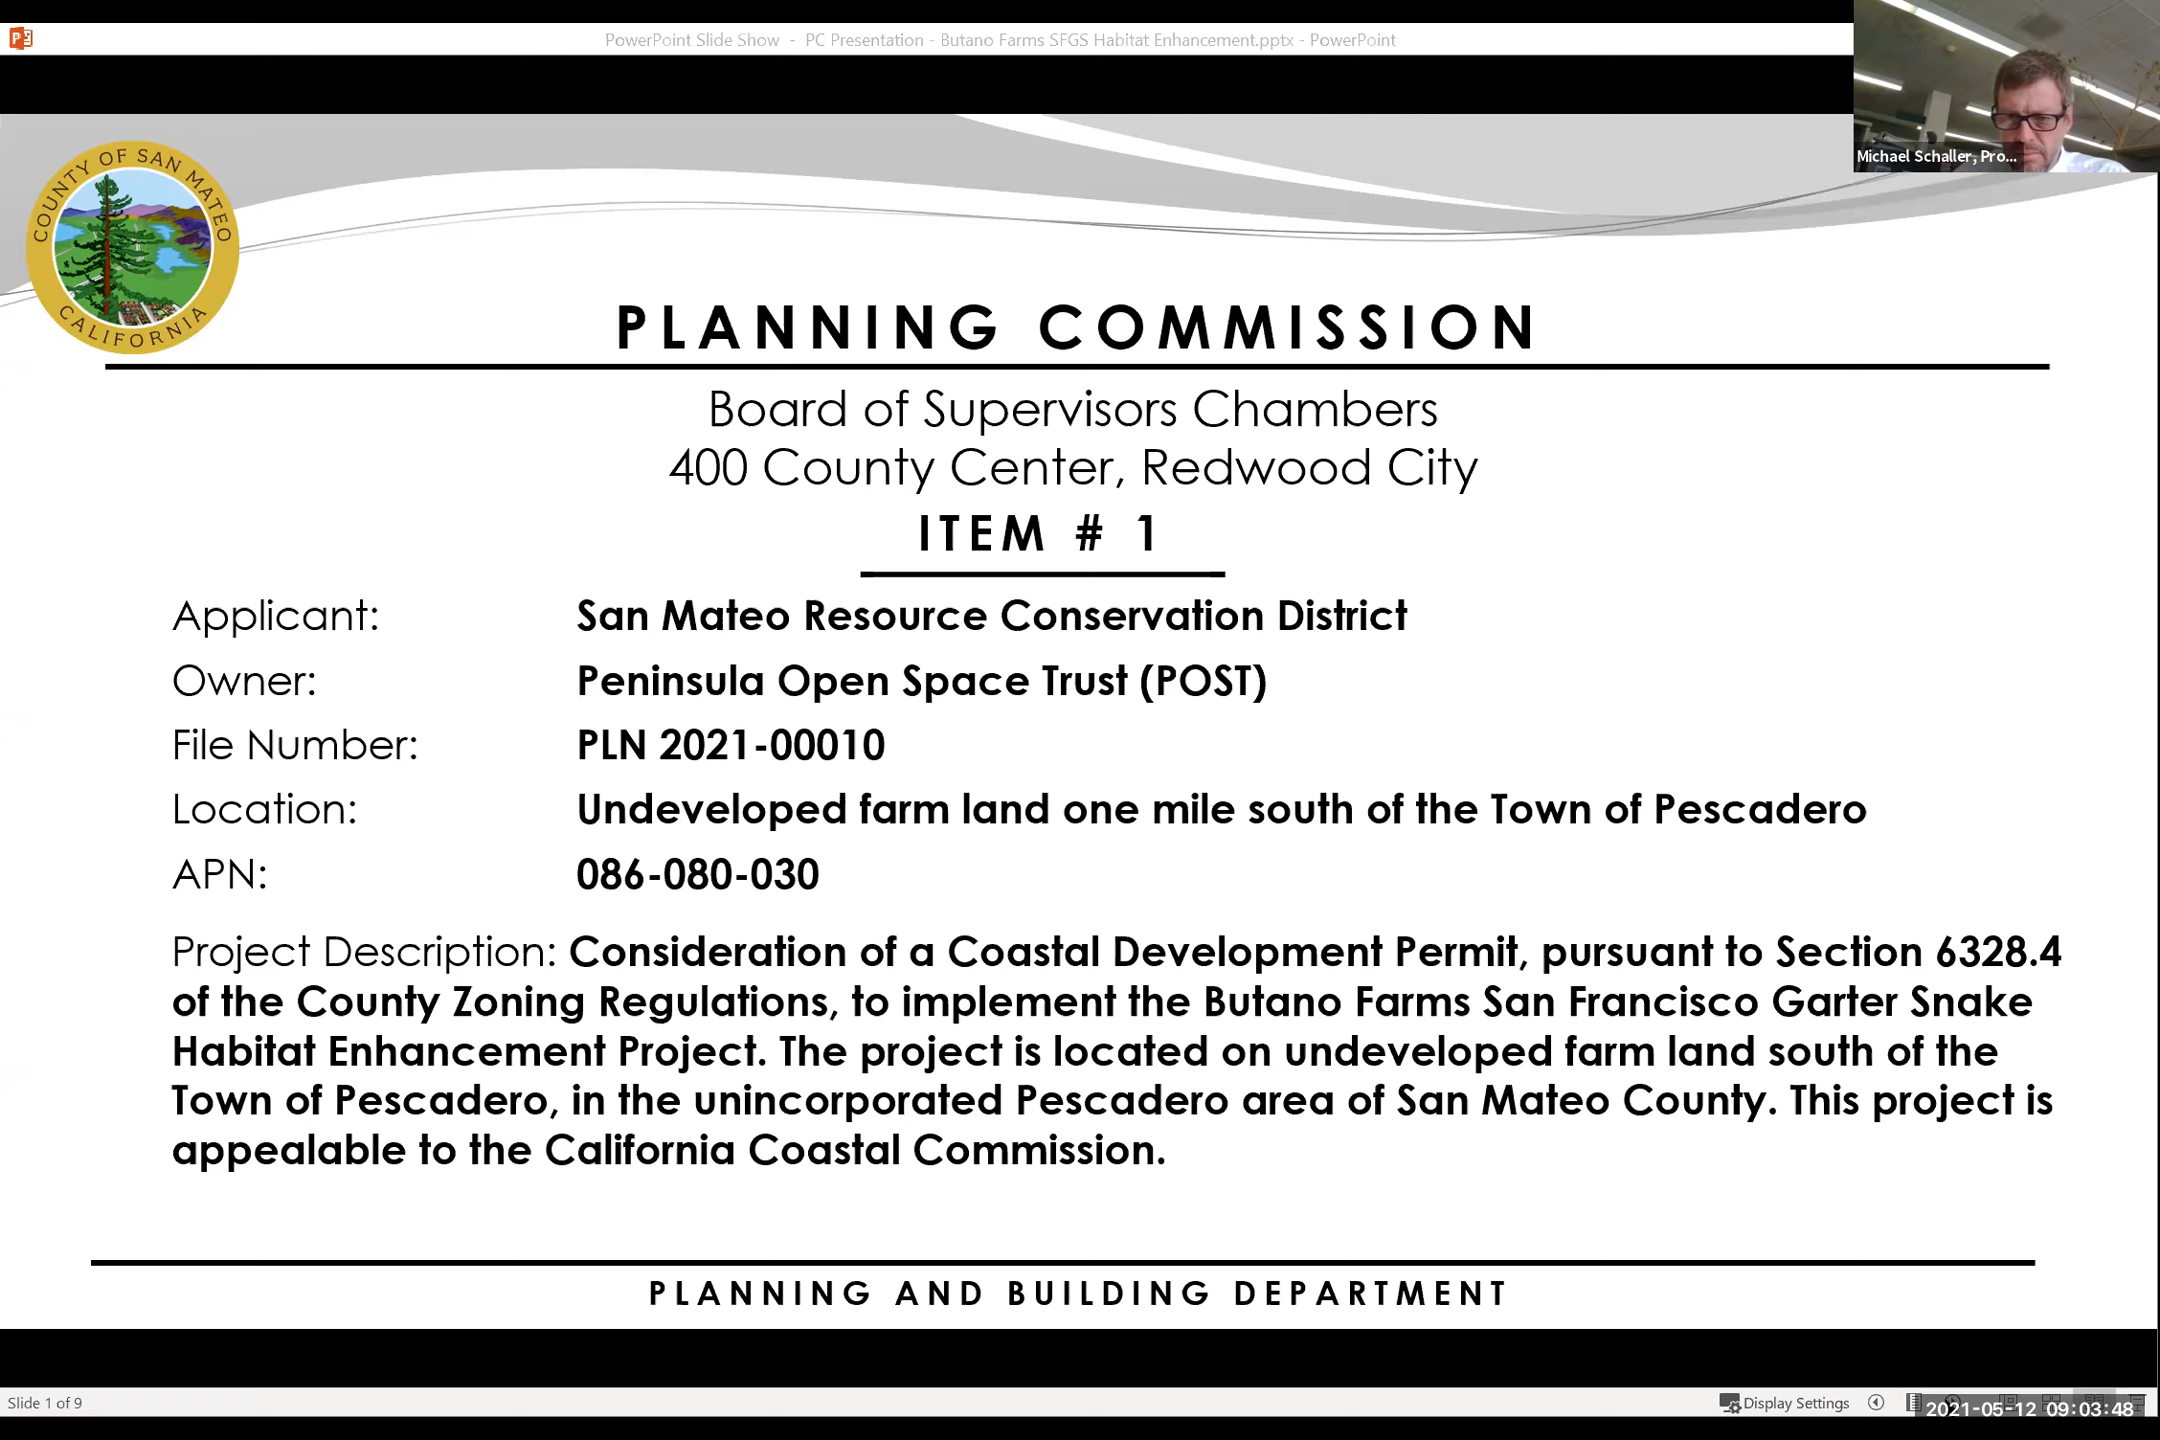 PowerPoint Slide Show - PC Presentation - Butano Farms SFGS Habitat Enhancement.pptx - PowerPoint
Michael Schaller, Pro...
COUNTY OF SAN MATEO
CALIFORNIA
PLANNING COMMISSION
Board of Supervisors Chambers
400 County Center, Redwood City
ITEM # 1
Applicant: San Mateo Resource Conservation District
Owner: Peninsula Open Space Trust (POST)
File Number: PLN 2021-00010
Location: Undeveloped farm land one mile south of the Town of Pescadero
APN: 086-080-030
Project Description: Consideration of a Coastal Development Permit, pursuant to Section 6328.4
of the County Zoning Regulations, to implement the Butano Farms San Francisco Garter Snake
Habitat Enhancement Project. The project is located on undeveloped farm land south of the
Town of Pescadero, in the unincorporated Pescadero area of San Mateo County. This project is
appealable to the California Coastal Commission.
PLANNING AND BUILDING DEPARTMENT
Slide 1 of 9
Display Settings
2021-05-12 09:03:48